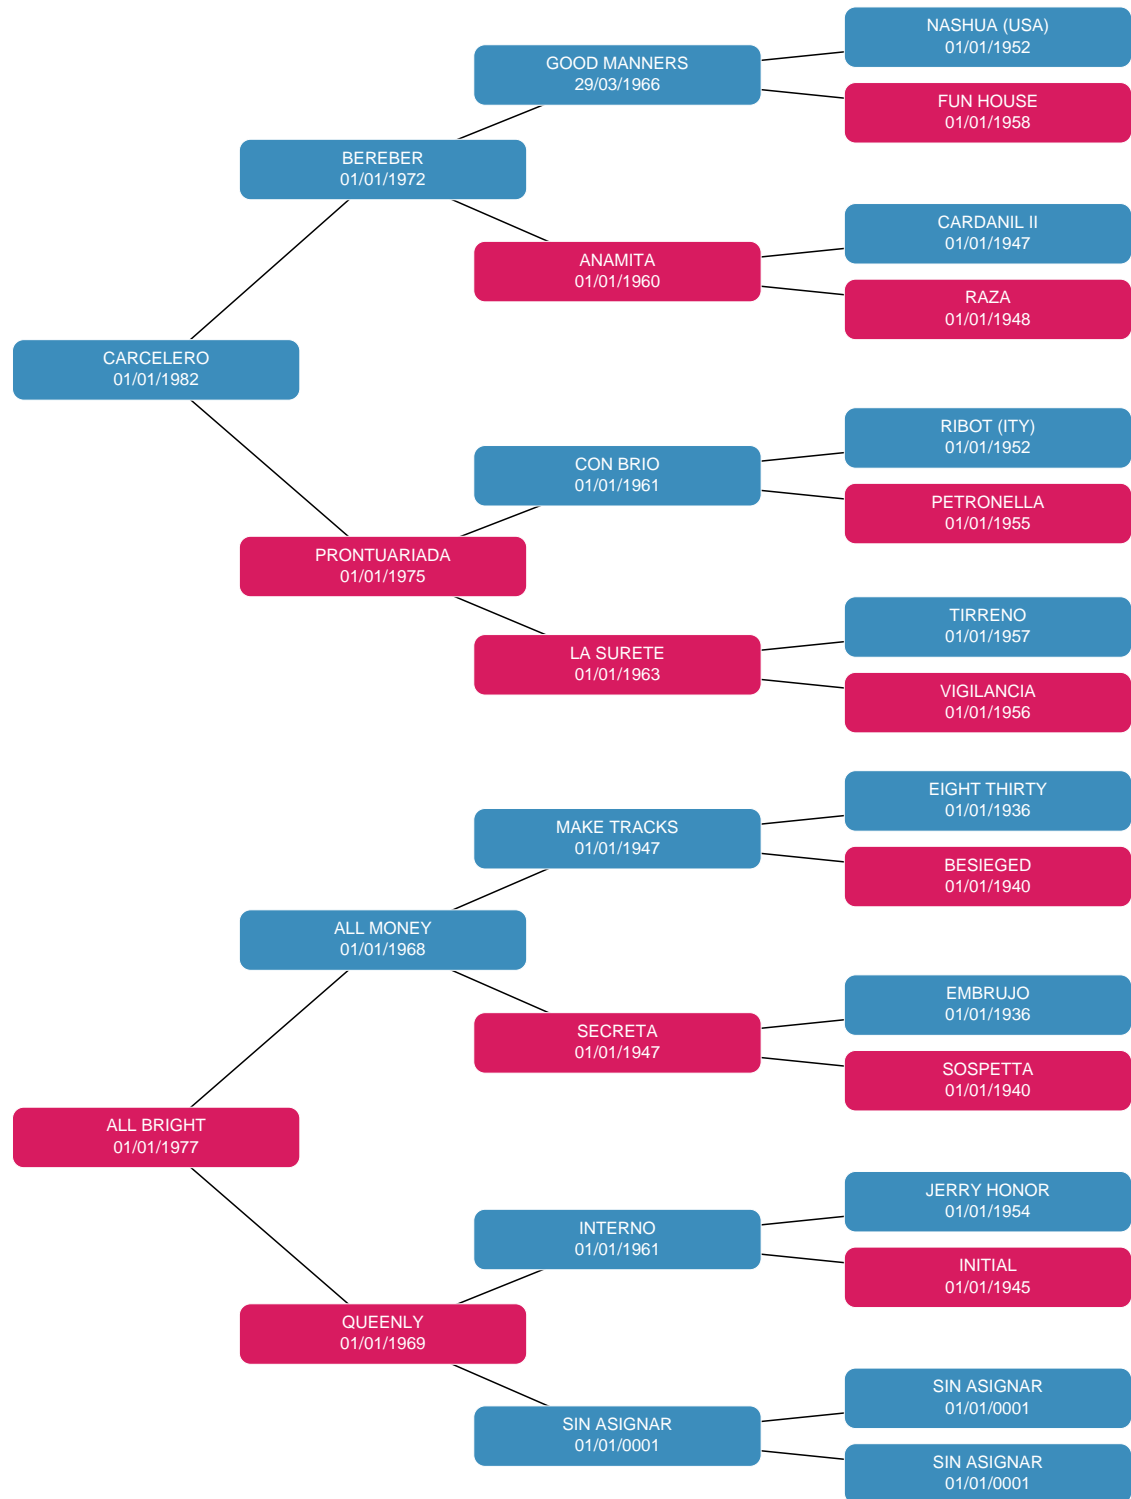 NASHUA (USA)
01/01/1952
GOOD MANNERS
29/03/1966
FUN HOUSE
01/01/1958
BEREBER
01/01/1972
CARDANIL II
01/01/1947
ANAMITA
01/01/1960
RAZA
01/01/1948
CARCELERO
01/01/1982
RIBOT (ITY)
01/01/1952
CON BRIO
01/01/1961
PETRONELLA
01/01/1955
PRONTUARIADA
01/01/1975
TIRRENO
01/01/1957
LA SURETE
01/01/1963
VIGILANCIA
01/01/1956
EIGHT THIRTY
01/01/1936
MAKE TRACKS
01/01/1947
BESIEGED
01/01/1940
ALL MONEY
01/01/1968
EMBRUJO
01/01/1936
SECRETA
01/01/1947
SOSPETTA
01/01/1940
ALL BRIGHT
01/01/1977
JERRY HONOR
01/01/1954
INTERNO
01/01/1961
INITIAL
01/01/1945
QUEENLY
01/01/1969
SIN ASIGNAR
01/01/0001
SIN ASIGNAR
01/01/0001
SIN ASIGNAR
01/01/0001